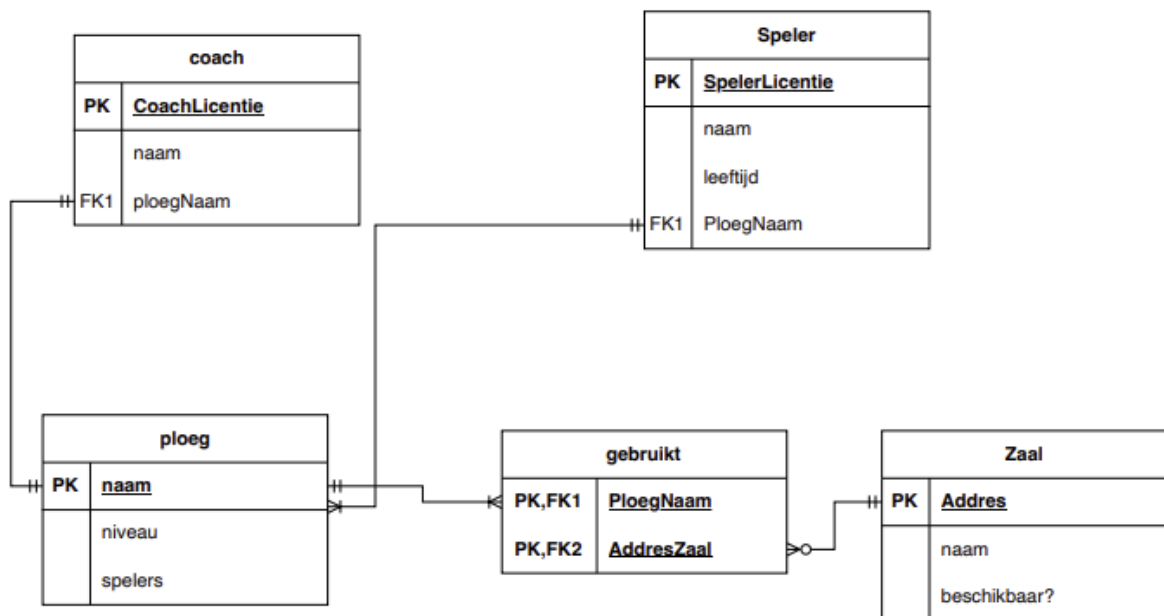 coach
PK CoachLicentie
naam
FK1 ploegNaam
Speler
PK SpelerLicentie
naam
leeftijd
FK1 PloegNaam
ploeg
PK naam
niveau
spelers
gebruikt
PK,FK1 PloegNaam
PK,FK2 AddresZaal
Zaal
PK Addres
naam
beschikbaar?